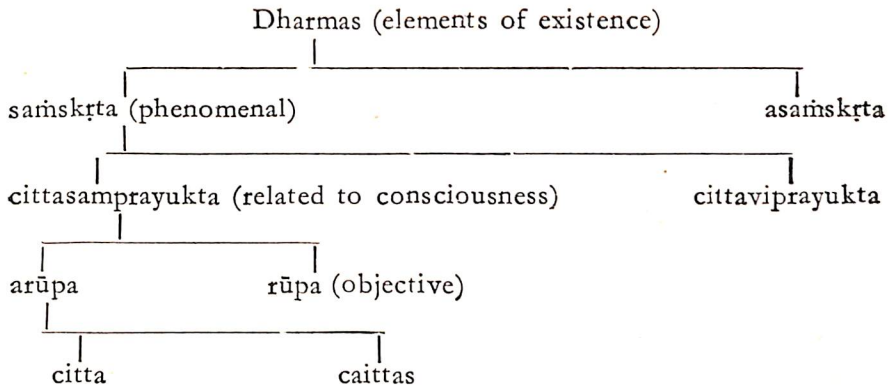 Dharmas (elements of existence)
saṁskṛta (phenomenal) asaṁskṛta
cittasamprayukta (related to consciousness) cittaviprayukta
arūpa rūpa (objective)
citta caittas